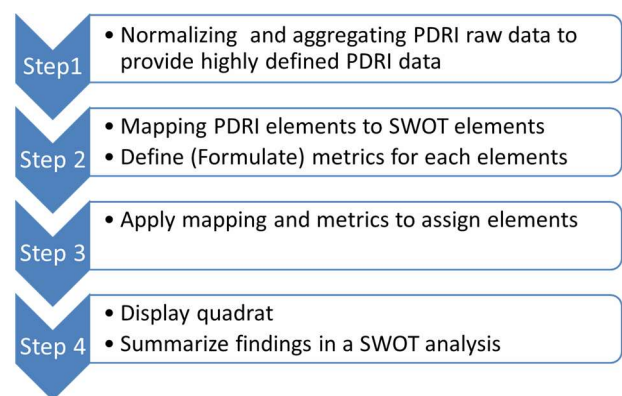 Step1
• Normalizing and aggregating PDRI raw data to
provide highly defined PDRI data
Step 2
• Mapping PDRI elements to SWOT elements
• Define (Formulate) metrics for each elements
Step 3
• Apply mapping and metrics to assign elements
Step 4
• Display quadrat
• Summarize findings in a SWOT analysis